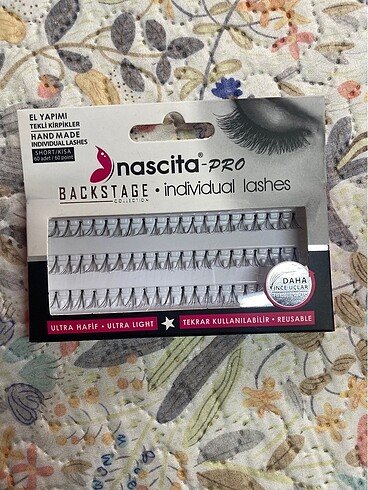 EL YAPIMI
TEKLİ KİRPİKLER
HAND MADE
INDIVIDUAL LASHES
SHORT/KISA
60 adet / 60 point
nascita®-PRO
BACKSTAGE • individual lashes
COLLECTION
DAHA
İNCE UÇLAR
ULTRA HAFİF • ULTRA LIGHT ★ TEKRAR KULLANILABİLİR • REUSABLE